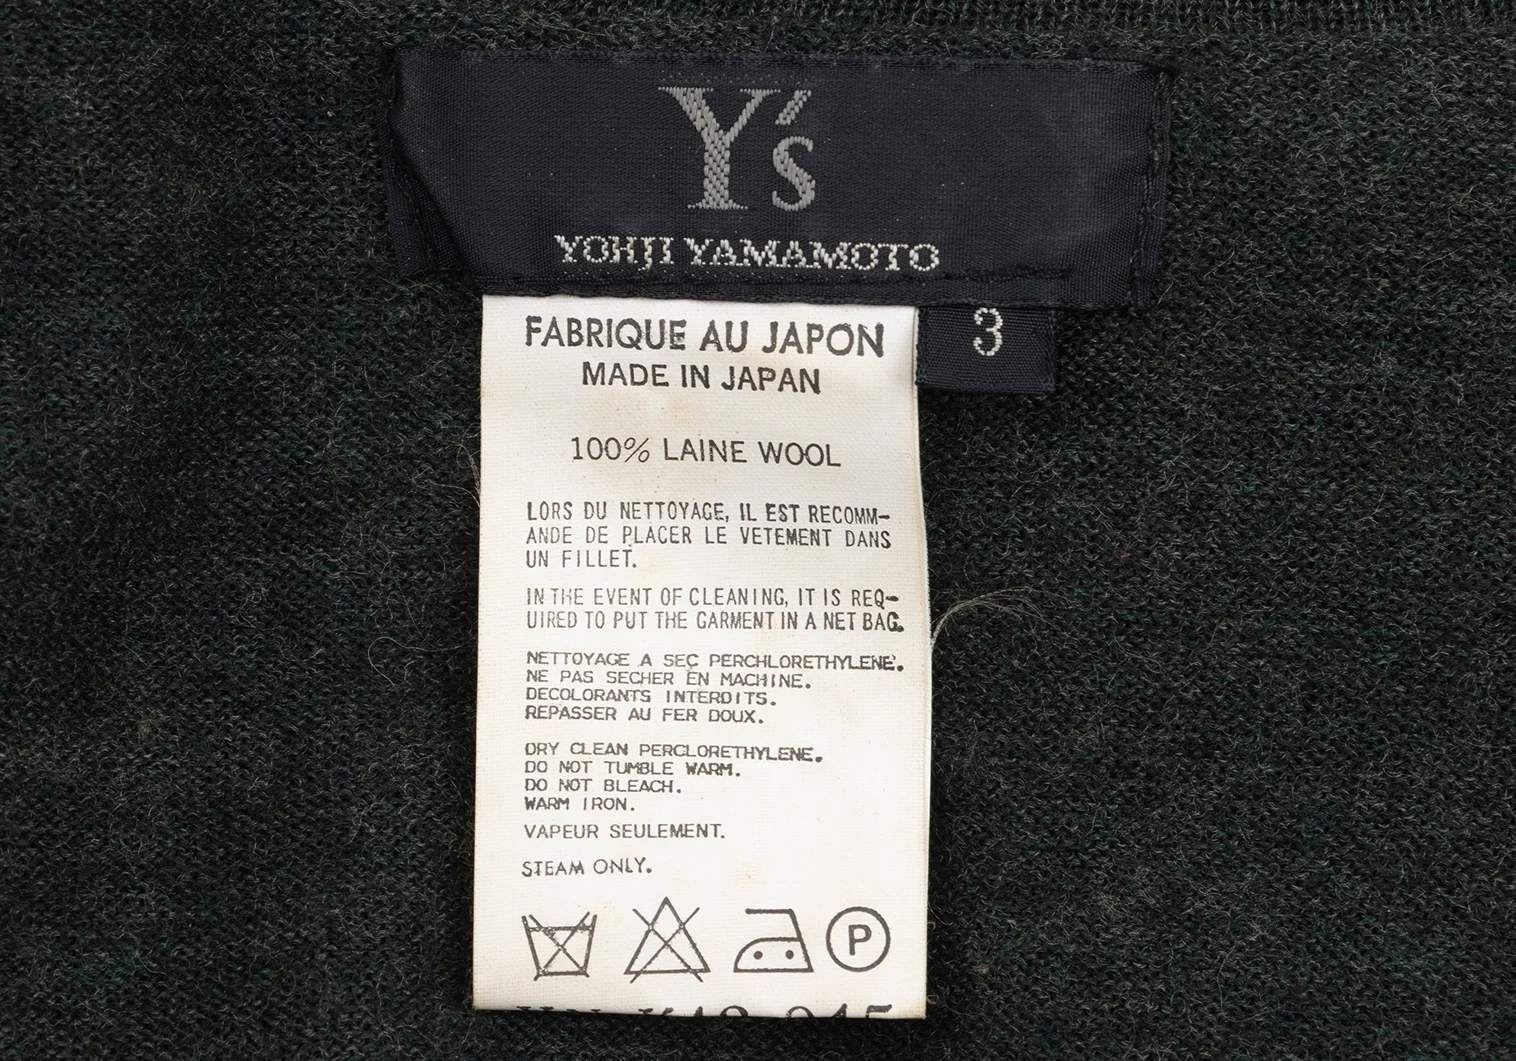 Y's
YOHJI YAMAMOTO
3
FABRIQUE AU JAPON
MADE IN JAPAN
100% LAINE WOOL
LORS DU NETTOYAGE, IL EST RECOMM-
ANDE DE PLACER LE VETEMENT DANS
UN FILLET.
IN THE EVENT OF CLEANING, IT IS REQ-
UIRED TO PUT THE GARMENT IN A NET BAG.
NETTOYAGE A SEC PERCHLORETHYLENE.
NE PAS SECHER EN MACHINE.
DECOLORANTS INTERDITS.
REPASSER AU FER DOUX.
DRY CLEAN PERCLORETHYLENE.
DO NOT TUMBLE WARM.
DO NOT BLEACH.
WARM IRON.
VAPEUR SEULEMENT.
STEAM ONLY.
P